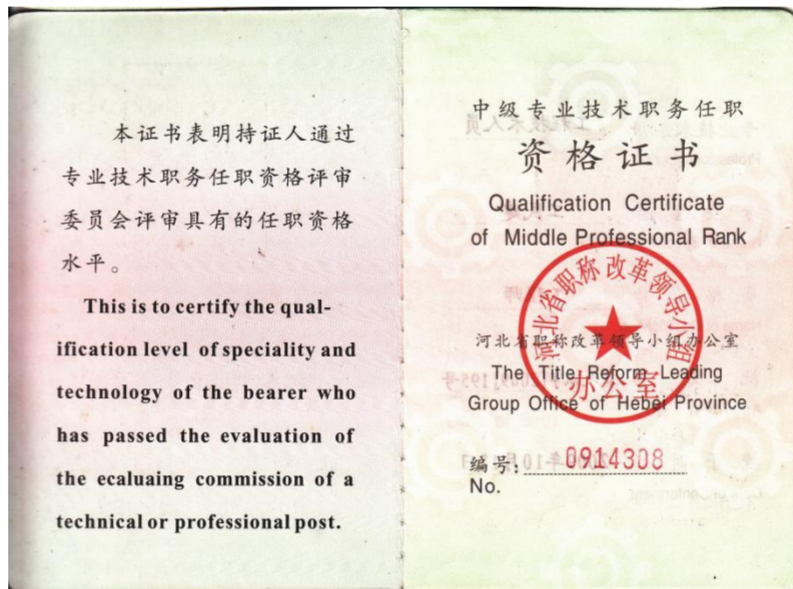 本证书表明持证人通过
专业技术职务任职资格评审
委员会评审具有的任职资格
水平。
This is to certify the qual-
ification level of speciality and
technology of the bearer who
has passed the evaluation of
the ecaluaing commission of a
technical or professional post.
中级专业技术职务任职
资格证书
Qualification Certificate
of Middle Professional Rank
河北省职称改革领导小组
办公室
河北省职称改革领导小组办公室
The Title Reform Leading
Group Office of Hebei Province
编号: 0914308
No.